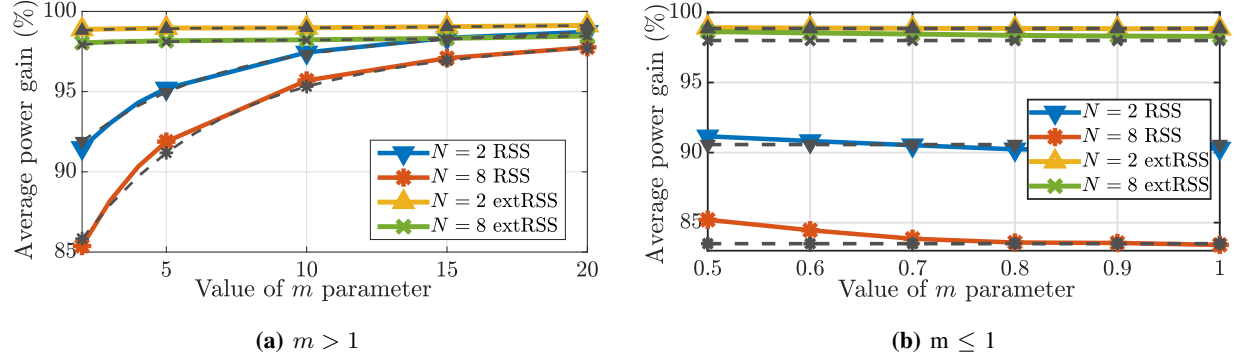 Average power gain (%)
100
95
90
85
5
10
15
20
Value of m parameter
N = 2 RSS
N = 8 RSS
N = 2 extRSS
N = 8 extRSS
(a) m > 1
Average power gain (%)
100
95
90
85
0.5
0.6
0.7
0.8
0.9
1
Value of m parameter
N = 2 RSS
N = 8 RSS
N = 2 extRSS
N = 8 extRSS
(b) m ≤ 1